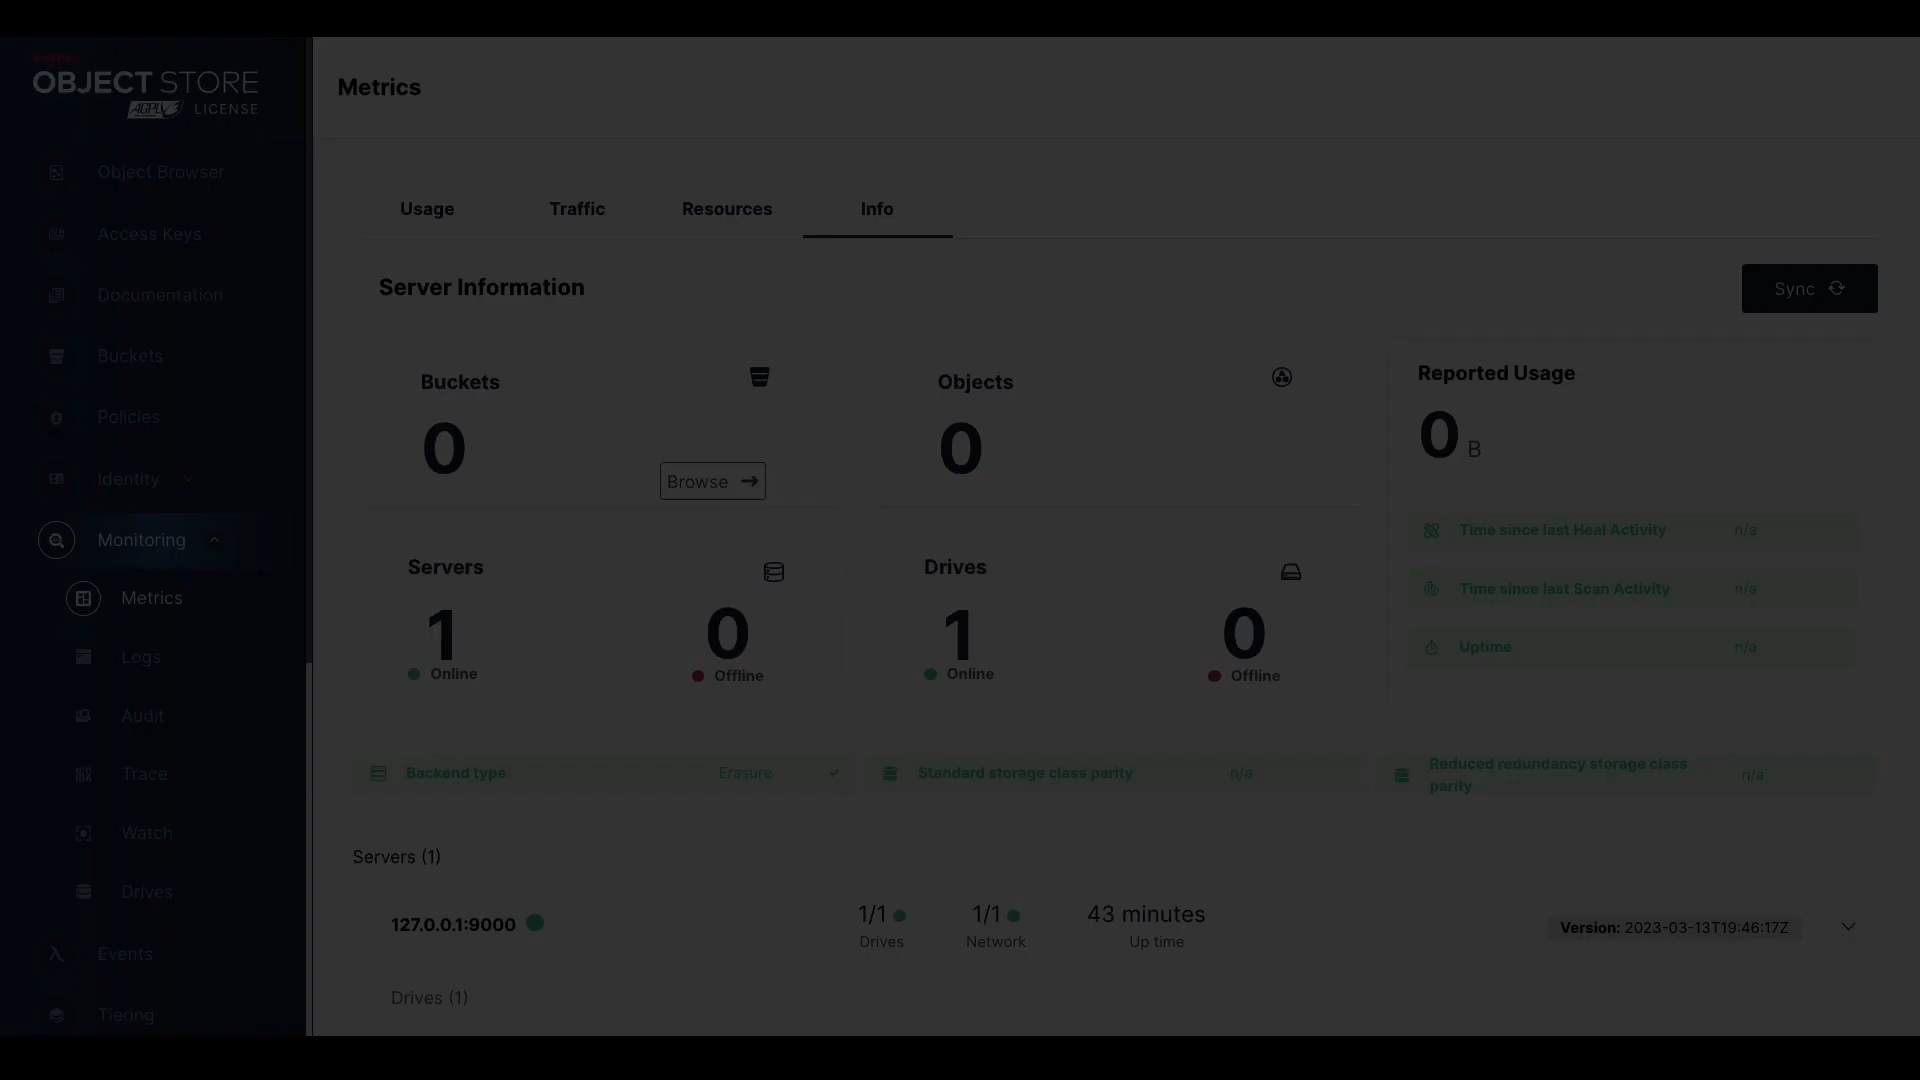 OBJECT STORE
AGPLV3 LICENSE
Object Browser
Access Keys
Documentation
Buckets
Policies
Identity
Monitoring
Metrics
Logs
Audit
Trace
Watch
Drives
Events
Tiering
Metrics
Usage Traffic Resources Info
Server Information
Sync
Buckets
0
Browse
Objects
0
Reported Usage
0 B
Time since last Heal Activity n/a
Time since last Scan Activity n/a
Uptime n/a
Servers
1 0
Online Offline
Drives
1 0
Online Offline
Backend type Erasure
Standard storage class parity n/a
Reduced redundancy storage class
parity n/a
Servers (1)
127.0.0.1:9000
1/1
Drives
1/1
Network
43 minutes
Up time
Version: 2023-03-13T19:46:17Z
Drives (1)